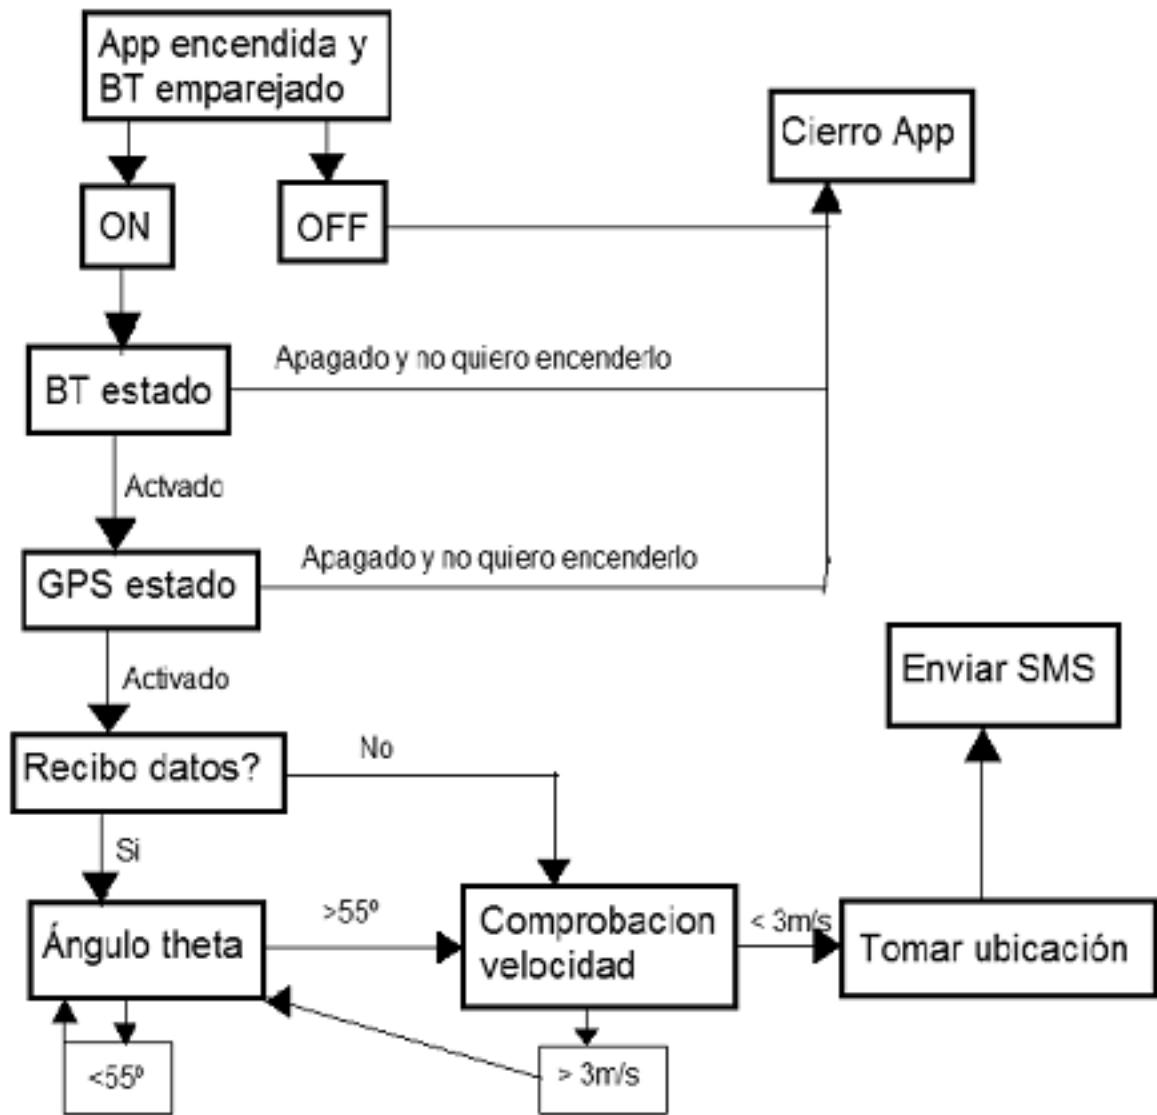 App encendida y
BT emparejado
Cierro App
ON
OFF
Apagado y no quiero encenderlo
BT estado
Actvado
Apagado y no quiero encenderlo
GPS estado
Enviar SMS
Activado
Recibo datos?
No
Si
>55º
Comprobacion
velocidad
< 3m/s
Ángulo theta
Tomar ubicación
<55º
> 3m/s